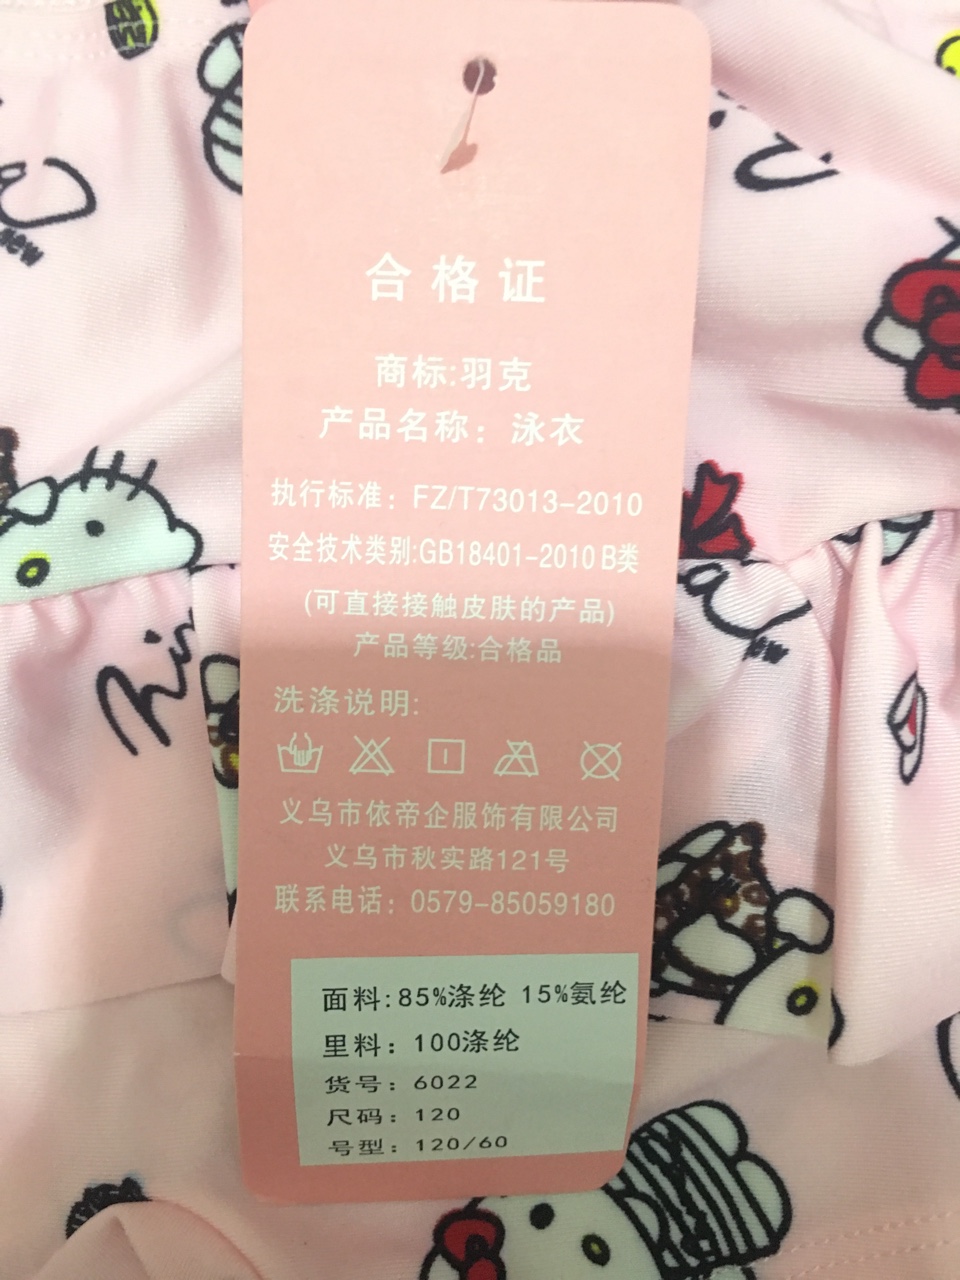 合格证
商标:羽克
产品名称：泳衣
执行标准：FZ/T73013-2010
安全技术类别:GB18401-2010 B类
(可直接接触皮肤的产品)
产品等级:合格品
洗涤说明:
义乌市依帝企服饰有限公司
义乌市秋实路121号
联系电话：0579-85059180
面料:85%涤纶 15%氨纶
里料：100涤纶
货号：6022
尺码：120
号型：120/60